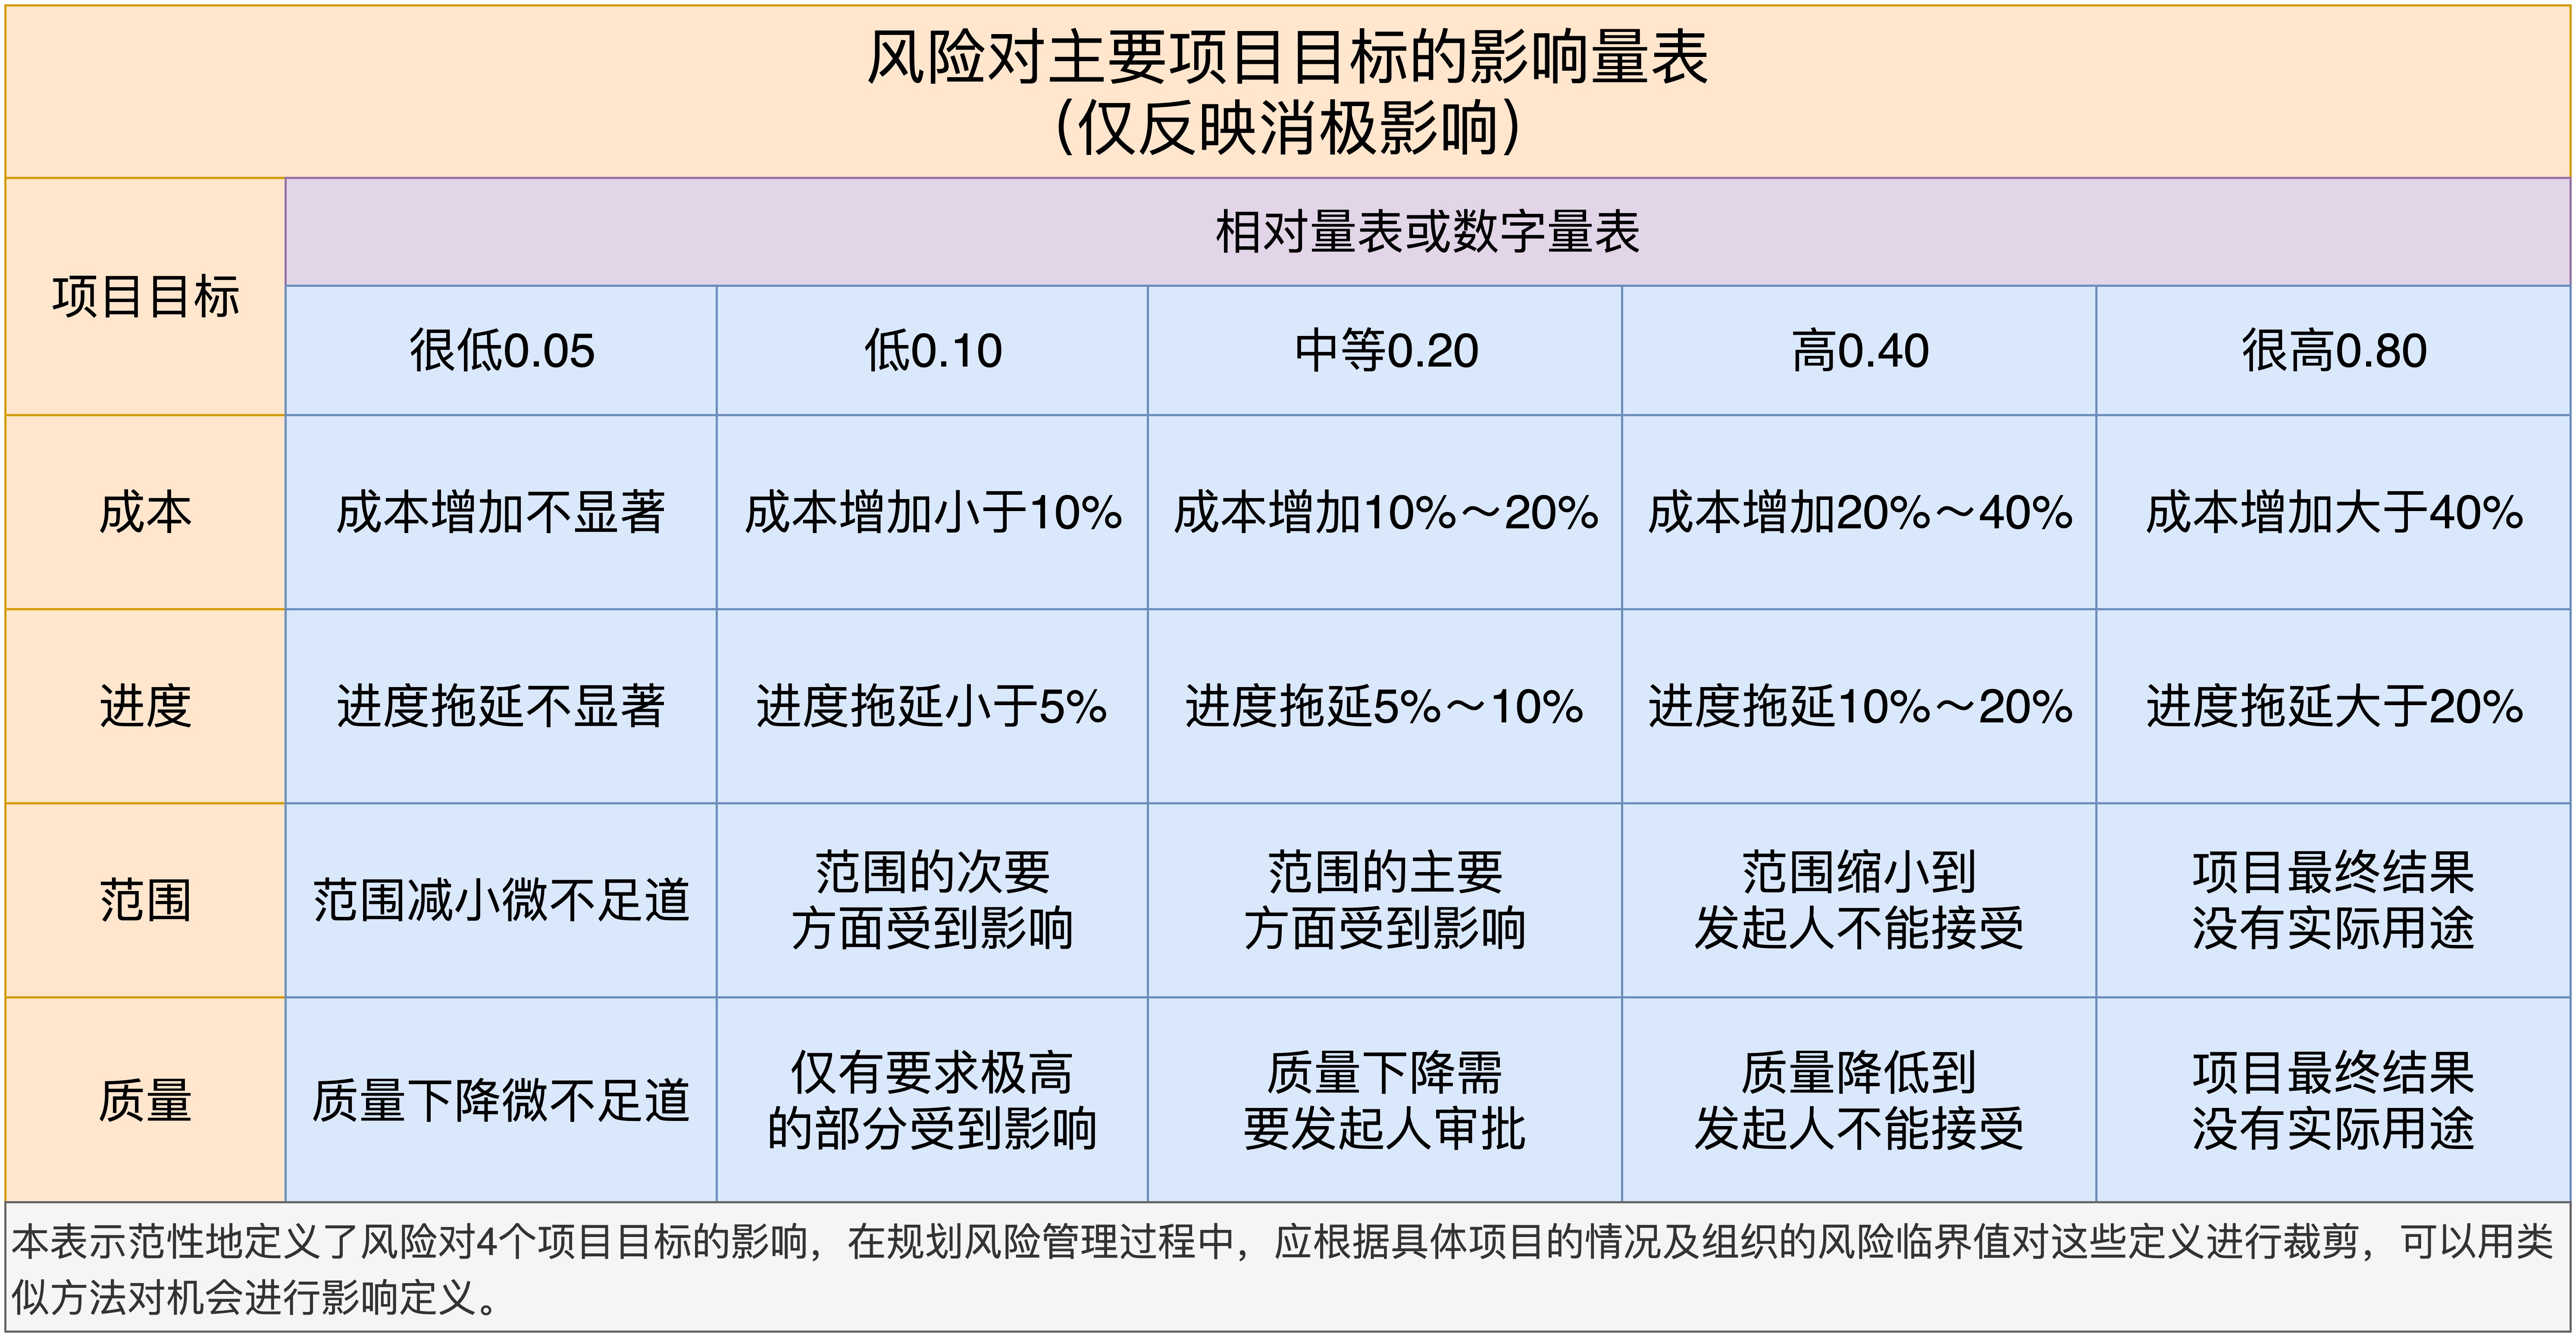 风险对主要项目目标的影响量表
(仅反映消极影响)
项目目标
相对量表或数字量表
很低0.05
低0.10
中等0.20
高0.40
很高0.80
成本
成本增加不显著
成本增加小于10%
成本增加10%～20%
成本增加20%～40%
成本增加大于40%
进度
进度拖延不显著
进度拖延小于5%
进度拖延5%～10%
进度拖延10%～20%
进度拖延大于20%
范围
范围减小微不足道
范围的次要
方面受到影响
范围的主要
方面受到影响
范围缩小到
发起人不能接受
项目最终结果
没有实际用途
质量
质量下降微不足道
仅有要求极高
的部分受到影响
质量下降需
要发起人审批
质量降低到
发起人不能接受
项目最终结果
没有实际用途
本表示范性地定义了风险对4个项目目标的影响，在规划风险管理过程中，应根据具体项目的情况及组织的风险临界值对这些定义进行裁剪，可以用类
似方法对机会进行影响定义。